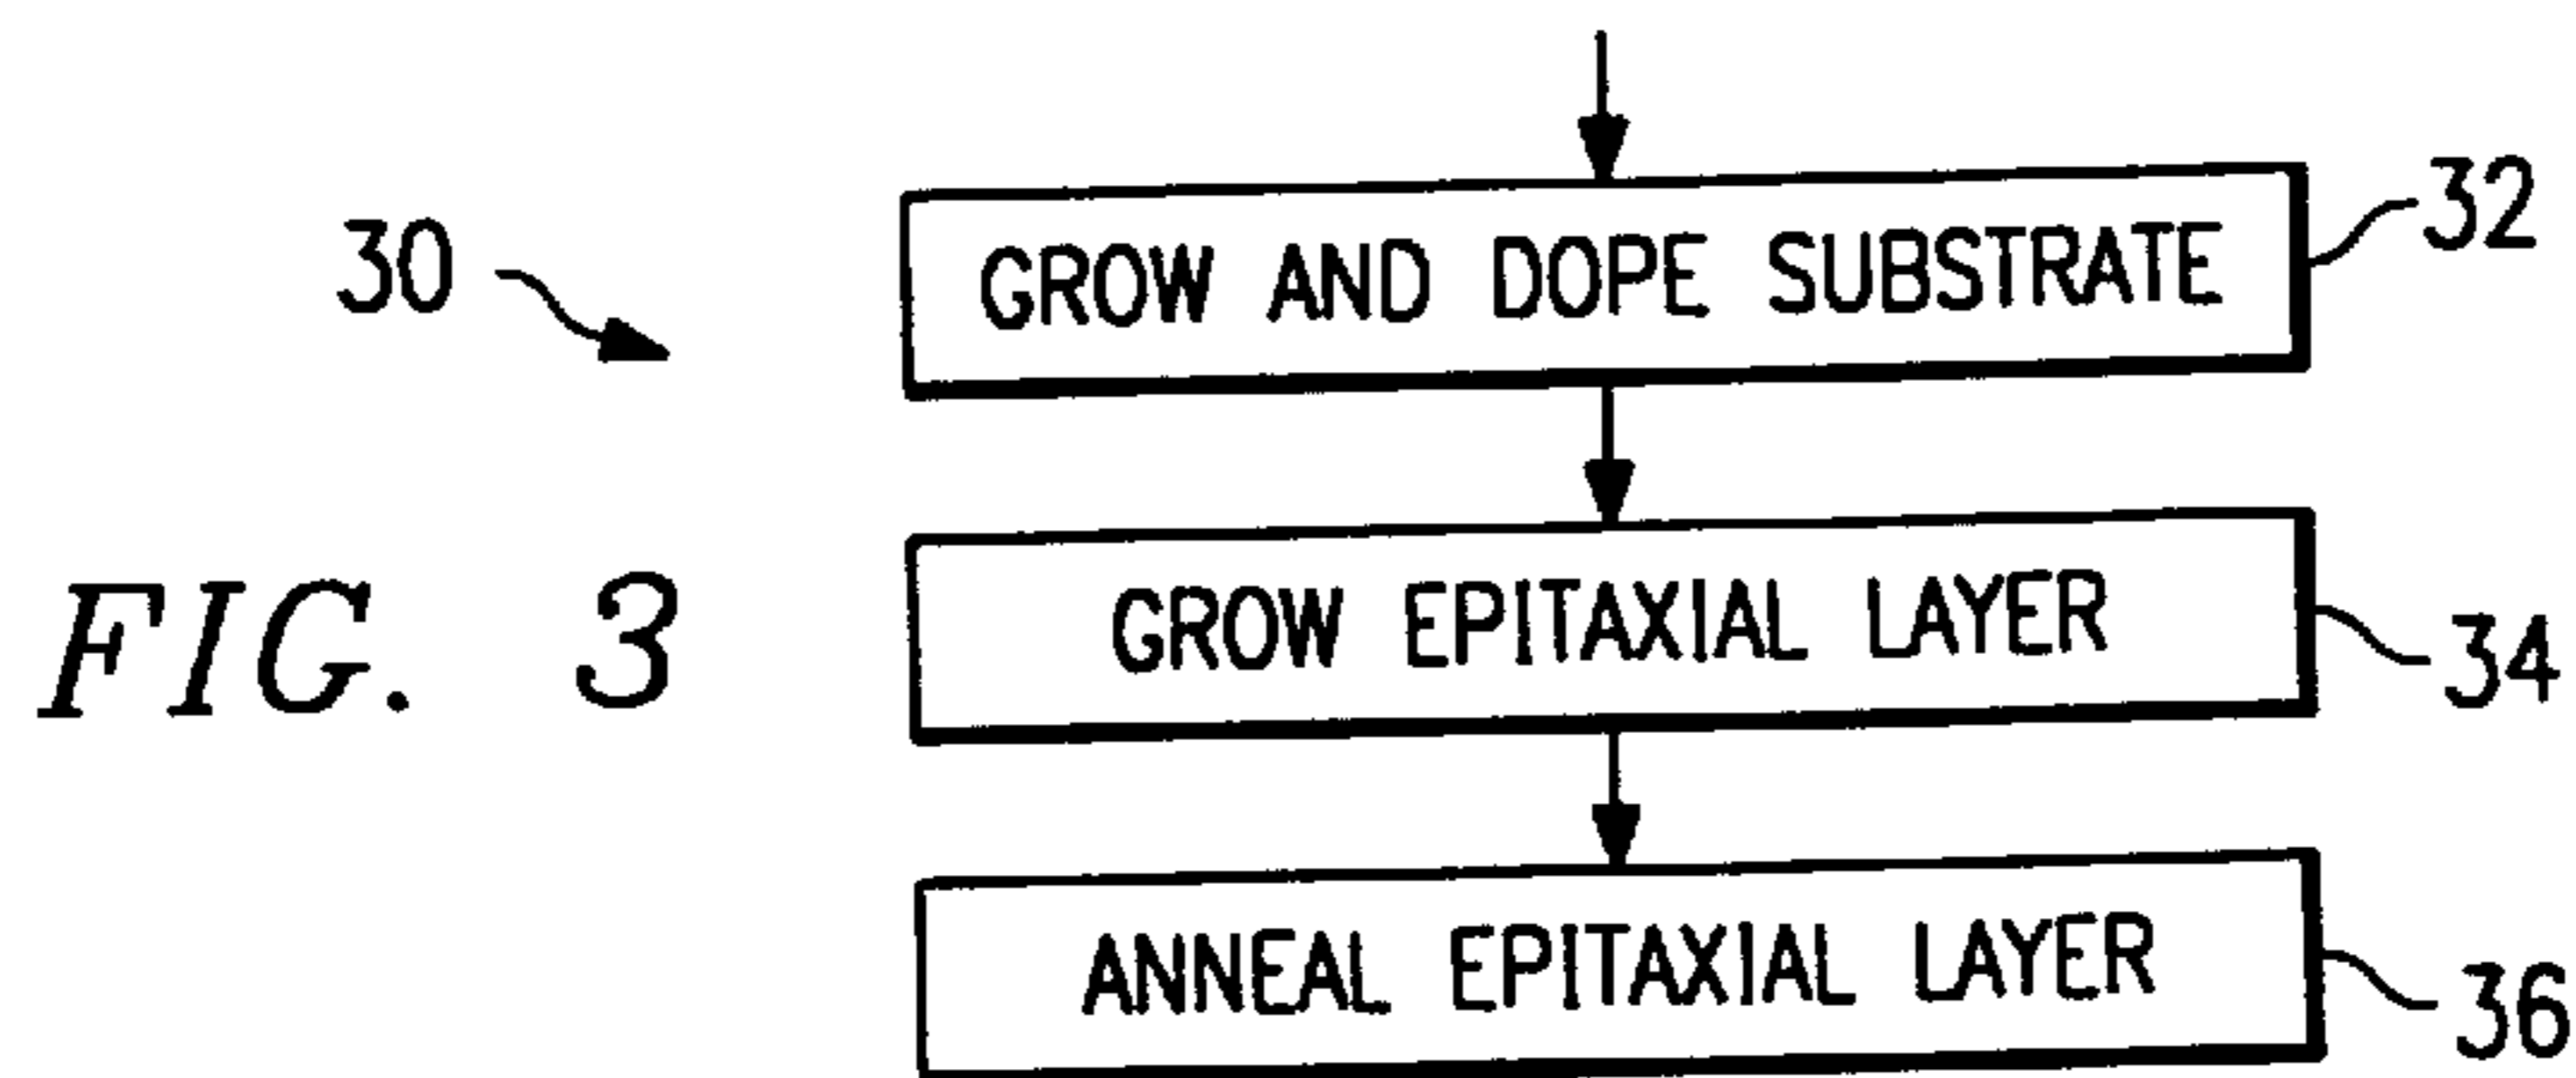 30
GROW AND DOPE SUBSTRATE
32
FIG. 3
GROW EPITAXIAL LAYER
34
ANNEAL EPITAXIAL LAYER
36